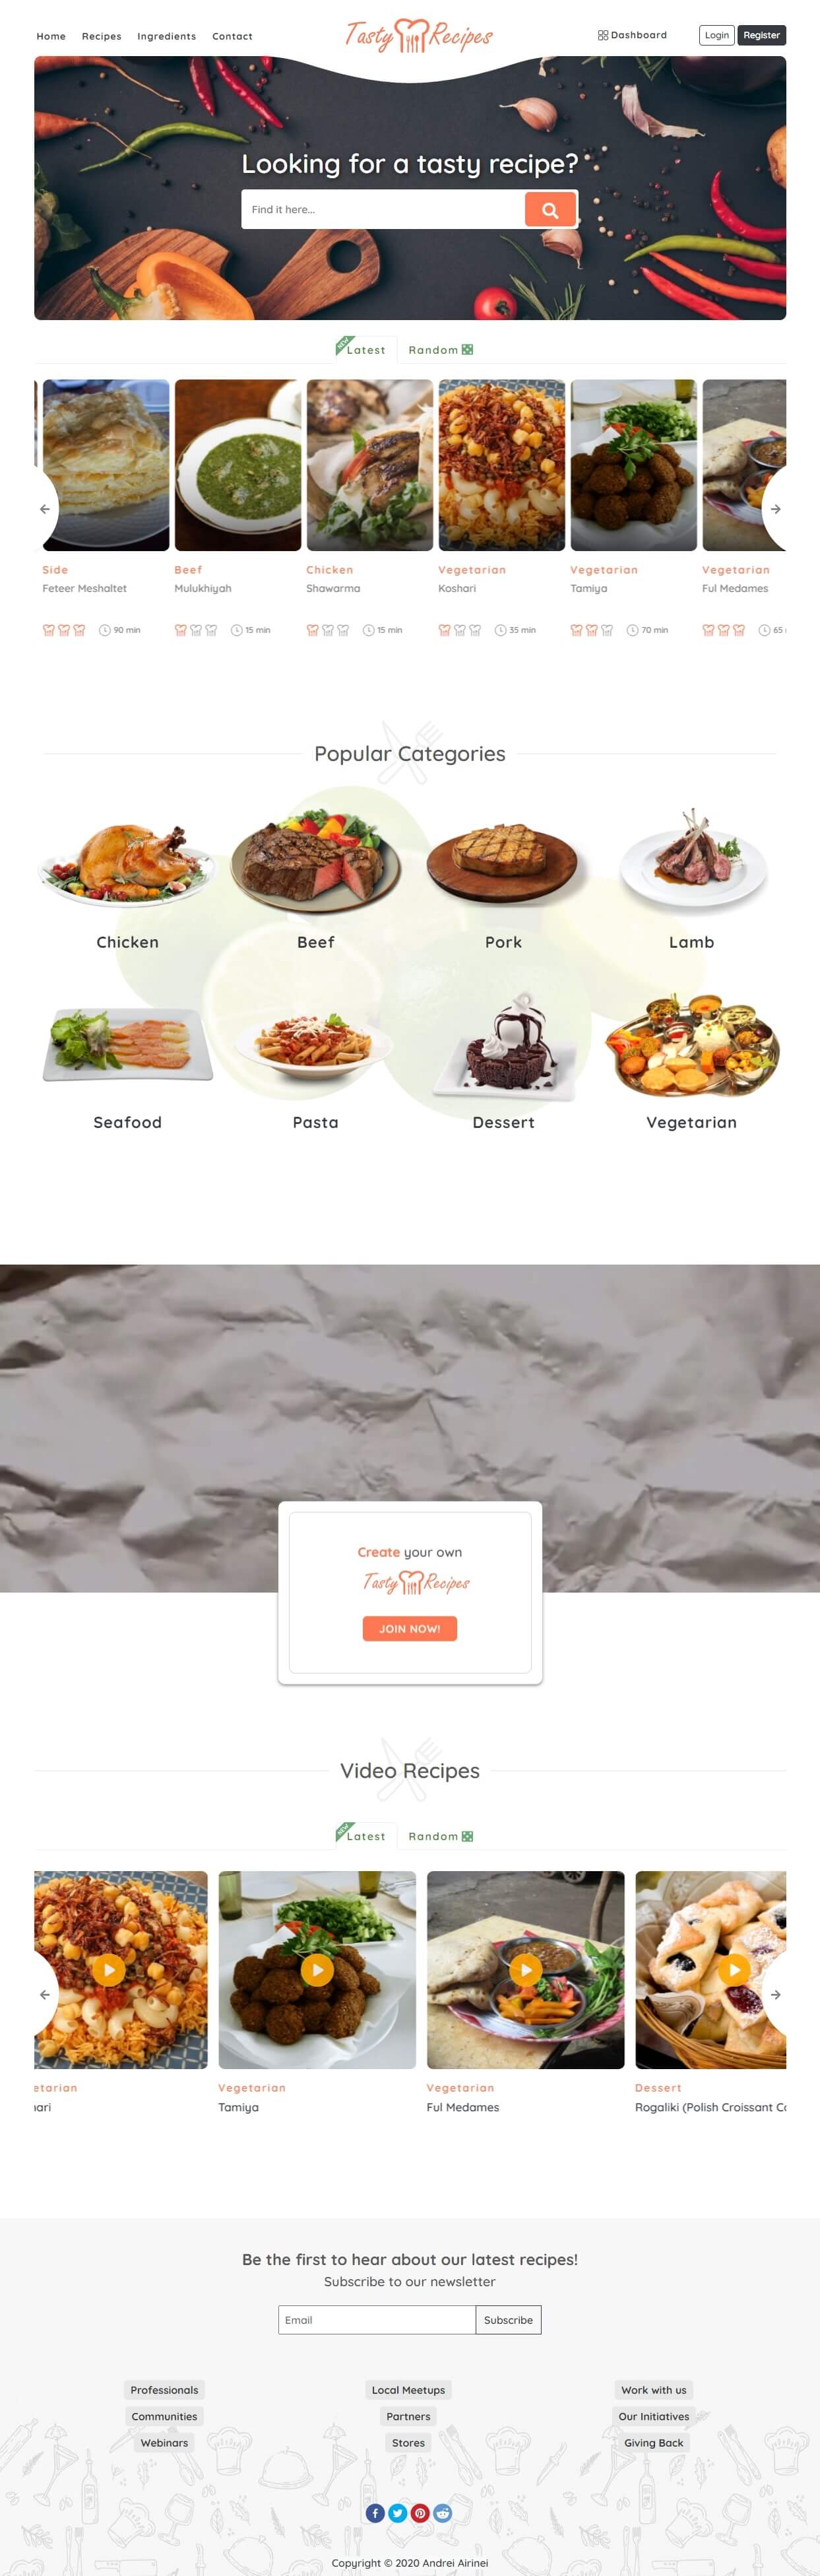 Home Recipes Ingredients Contact
Tasty Recipes
Dashboard
Login Register
Looking for a tasty recipe?
Find it here...
NEW
Latest Random
Side Beef Chicken Vegetarian Vegetarian Vegetarian
Feteer Meshaltet Mulukhiyah Shawarma Koshari Tamiya Ful Medames
90 min 15 min 15 min 35 min 70 min 65
Popular Categories
Chicken Beef Pork Lamb
Seafood Pasta Dessert Vegetarian
Create your own
Tasty Recipes
JOIN NOW!
Video Recipes
NEW
Latest Random
etarian Vegetarian Vegetarian Dessert
hari Tamiya Ful Medames Rogaliki (Polish Croissant Co
Be the first to hear about our latest recipes!
Subscribe to our newsletter
Email Subscribe
Professionals Local Meetups Work with us
Communities Partners Our Initiatives
Webinars Stores Giving Back
Copyright © 2020 Andrei Airinei